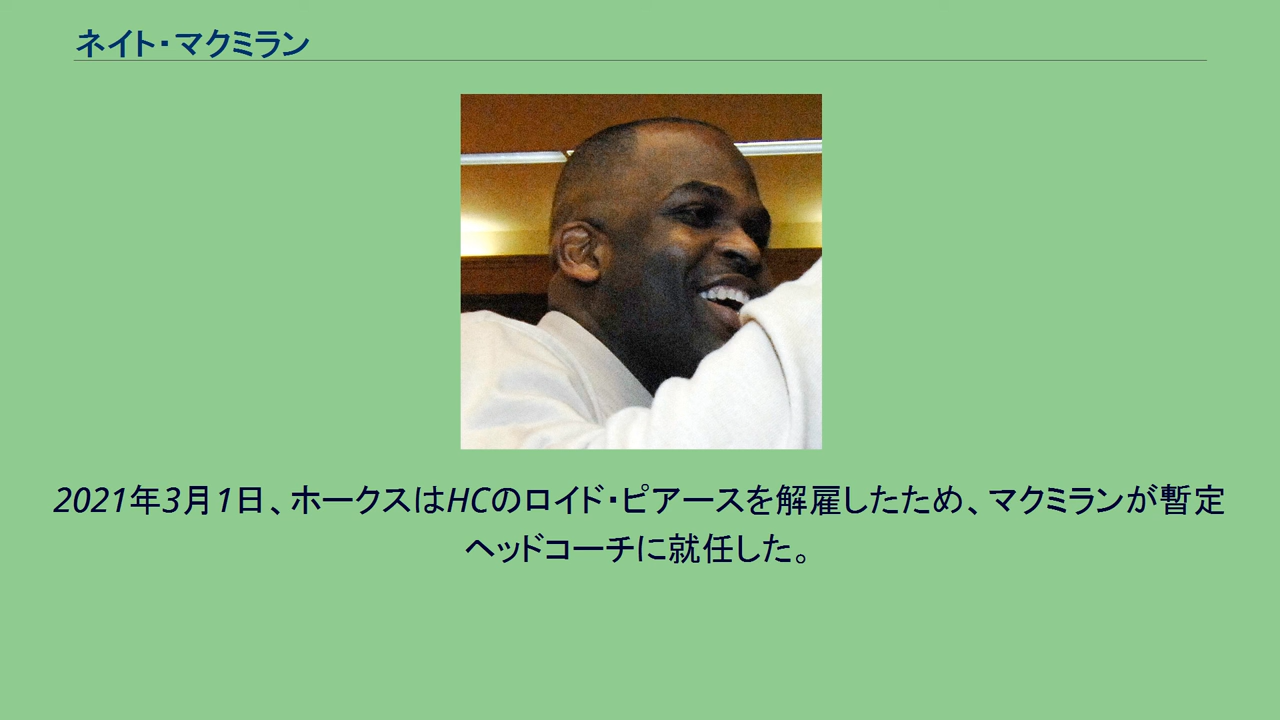 ネイト・マクミラン
2021年3月1日、ホークスはHCのロイド・ピアースを解雇したため、マクミランが暫定
ヘッドコーチに就任した。